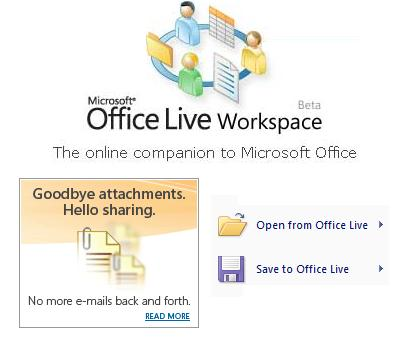 Microsoft®
Beta
Office Live Workspace
The online companion to Microsoft Office
Goodbye attachments.
Hello sharing.
No more e-mails back and forth.
READ MORE
Open from Office Live
Save to Office Live